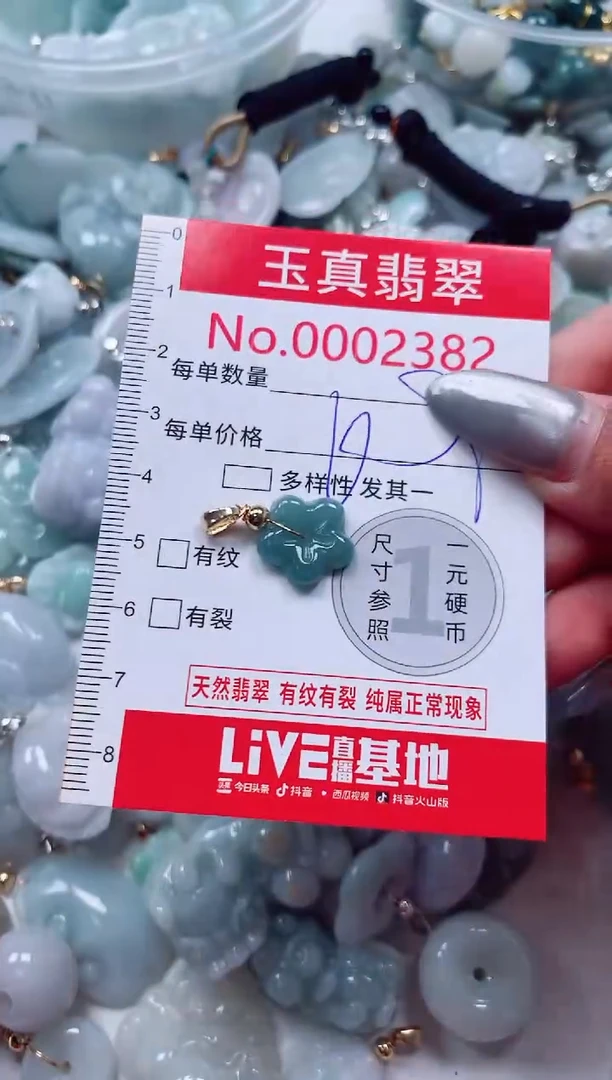 0
玉真翡翠
1
No.0002382
2
每单数量
3
每单价格
4
多样性 发其一
5
有纹
尺寸参照
1
一元硬币
6
有裂
7
天然翡翠 有纹有裂 纯属正常现象
8
LiVE直播基地
头条 今日头条 抖音 • 西瓜视频 抖音火山版